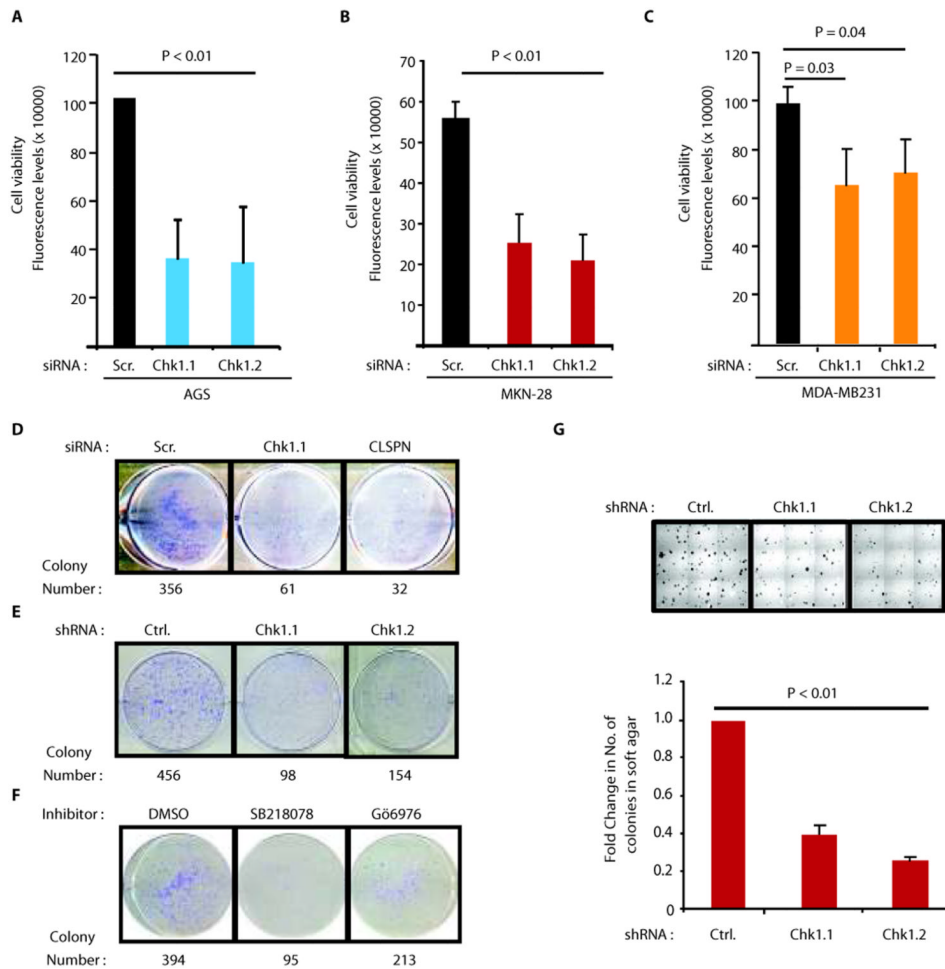 A
Cell viability
Fluorescence levels (x 10000)
120
100
80
60
40
20
P < 0.01
siRNA : Scr. Chk1.1 Chk1.2
AGS
B
Cell viability
Fluorescence levels (x 10000)
70
60
50
40
30
20
10
P < 0.01
siRNA : Scr. Chk1.1 Chk1.2
MKN-28
C
Cell viability
Fluorescence levels (x 10000)
120
100
80
60
40
20
P = 0.04
P = 0.03
siRNA : Scr. Chk1.1 Chk1.2
MDA-MB231
D
siRNA : Scr. Chk1.1 CLSPN
Colony
Number : 356 61 32
E
shRNA : Ctrl. Chk1.1 Chk1.2
Colony
Number : 456 98 154
F
Inhibitor : DMSO SB218078 Gö6976
Colony
Number : 394 95 213
G
shRNA : Ctrl. Chk1.1 Chk1.2
Fold Change in No. of
colonies in soft agar
1.2
1.0
0.8
0.6
0.4
0.2
0
P < 0.01
shRNA : Ctrl. Chk1.1 Chk1.2